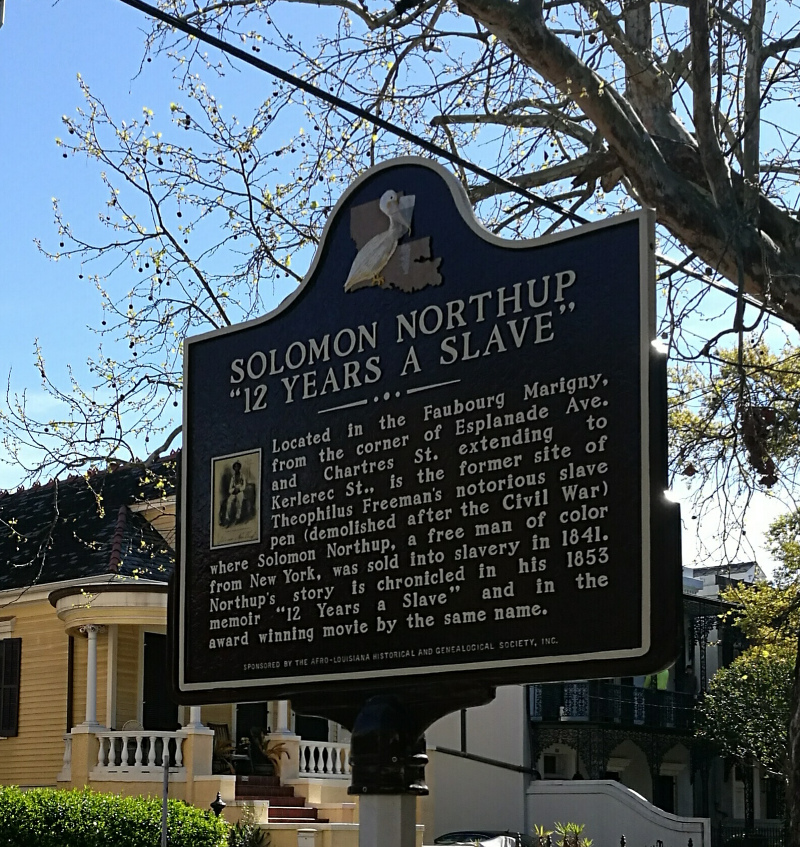 SOLOMON NORTHUP,
"12 YEARS A SLAVE"
Located in the Faubourg Marigny,
from the corner of Esplanade Ave.
and Chartres St. extending to
Kerlerec St., is the former site of
Theophilus Freeman's notorious slave
pen (demolished after the Civil War)
where Solomon Northup, a free man of color
from New York, was sold into slavery in 1841.
Northup's story is chronicled in his 1853
memoir "12 Years a Slave" and in the
award winning movie by the same name.
SPONSORED BY THE AFRO-LOUISIANA HISTORICAL AND GENEALOGICAL SOCIETY, INC.